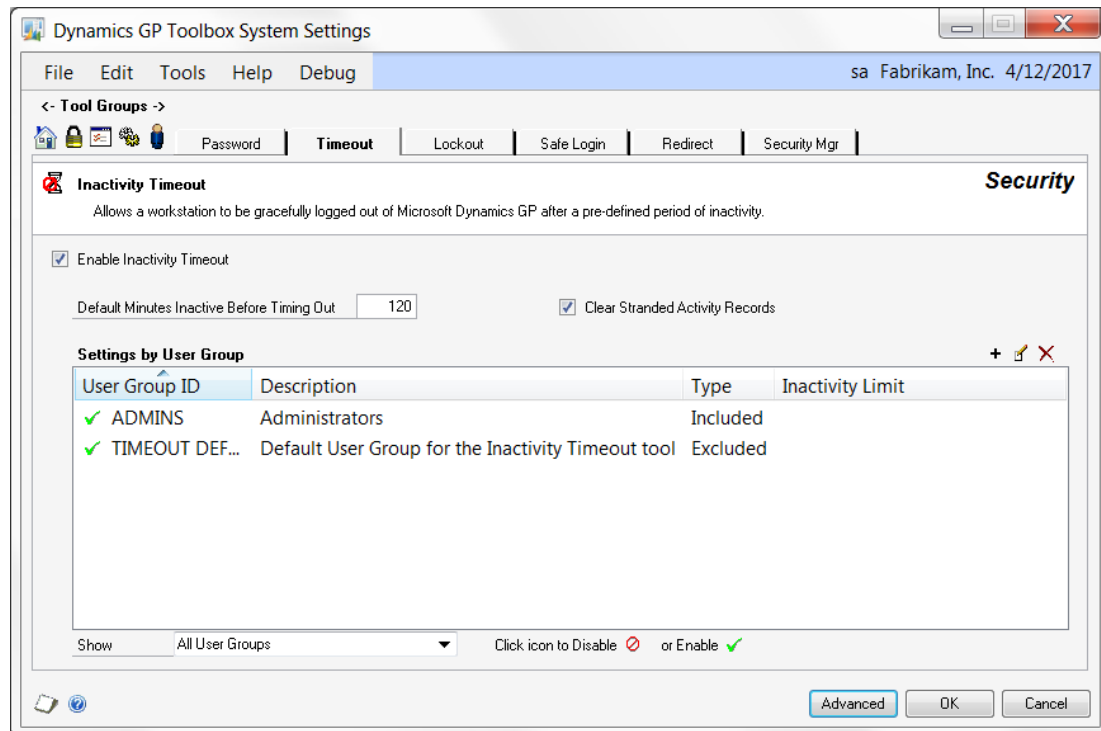 Dynamics GP Toolbox System Settings
File Edit Tools Help Debug sa Fabrikam, Inc. 4/12/2017
<- Tool Groups ->
Password Timeout Lockout Safe Login Redirect Security Mgr
Inactivity Timeout Security
Allows a workstation to be gracefully logged out of Microsoft Dynamics GP after a pre-defined period of inactivity.
Enable Inactivity Timeout
Default Minutes Inactive Before Timing Out 120 Clear Stranded Activity Records
Settings by User Group
User Group ID Description Type Inactivity Limit
ADMINS Administrators Included
TIMEOUT DEF... Default User Group for the Inactivity Timeout tool Excluded
Show All User Groups Click icon to Disable or Enable
Advanced OK Cancel